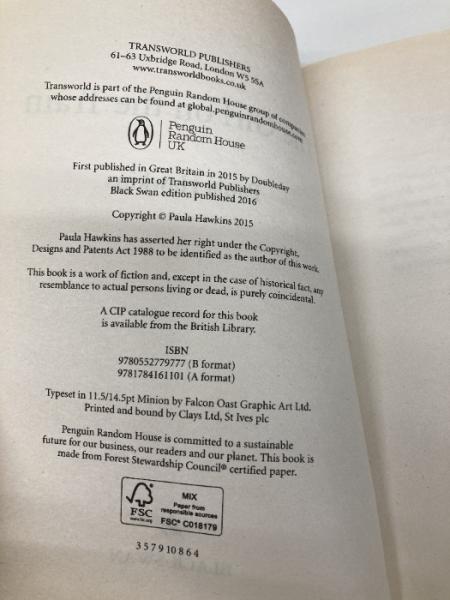 TRANSWORLD PUBLISHERS
61–63 Uxbridge Road, London W5 5SA
www.transworldbooks.co.uk
Transworld is part of the Penguin Random House group of companies
whose addresses can be found at global.penguinrandomhouse.com
Penguin
Random House
UK
First published in Great Britain in 2015 by Doubleday
an imprint of Transworld Publishers
Black Swan edition published 2016
Copyright © Paula Hawkins 2015
Paula Hawkins has asserted her right under the Copyright,
Designs and Patents Act 1988 to be identified as the author of this work.
This book is a work of fiction and, except in the case of historical fact, any
resemblance to actual persons living or dead, is purely coincidental.
A CIP catalogue record for this book
is available from the British Library.
ISBN
9780552779777 (B format)
9781784161101 (A format)
Typeset in 11.5/14.5pt Minion by Falcon Oast Graphic Art Ltd.
Printed and bound by Clays Ltd, St Ives plc
Penguin Random House is committed to a sustainable
future for our business, our readers and our planet. This book is
made from Forest Stewardship Council® certified paper.
FSC
www.fsc.org
MIX
Paper from
responsible sources
FSC® C018179
3 5 7 9 10 8 6 4